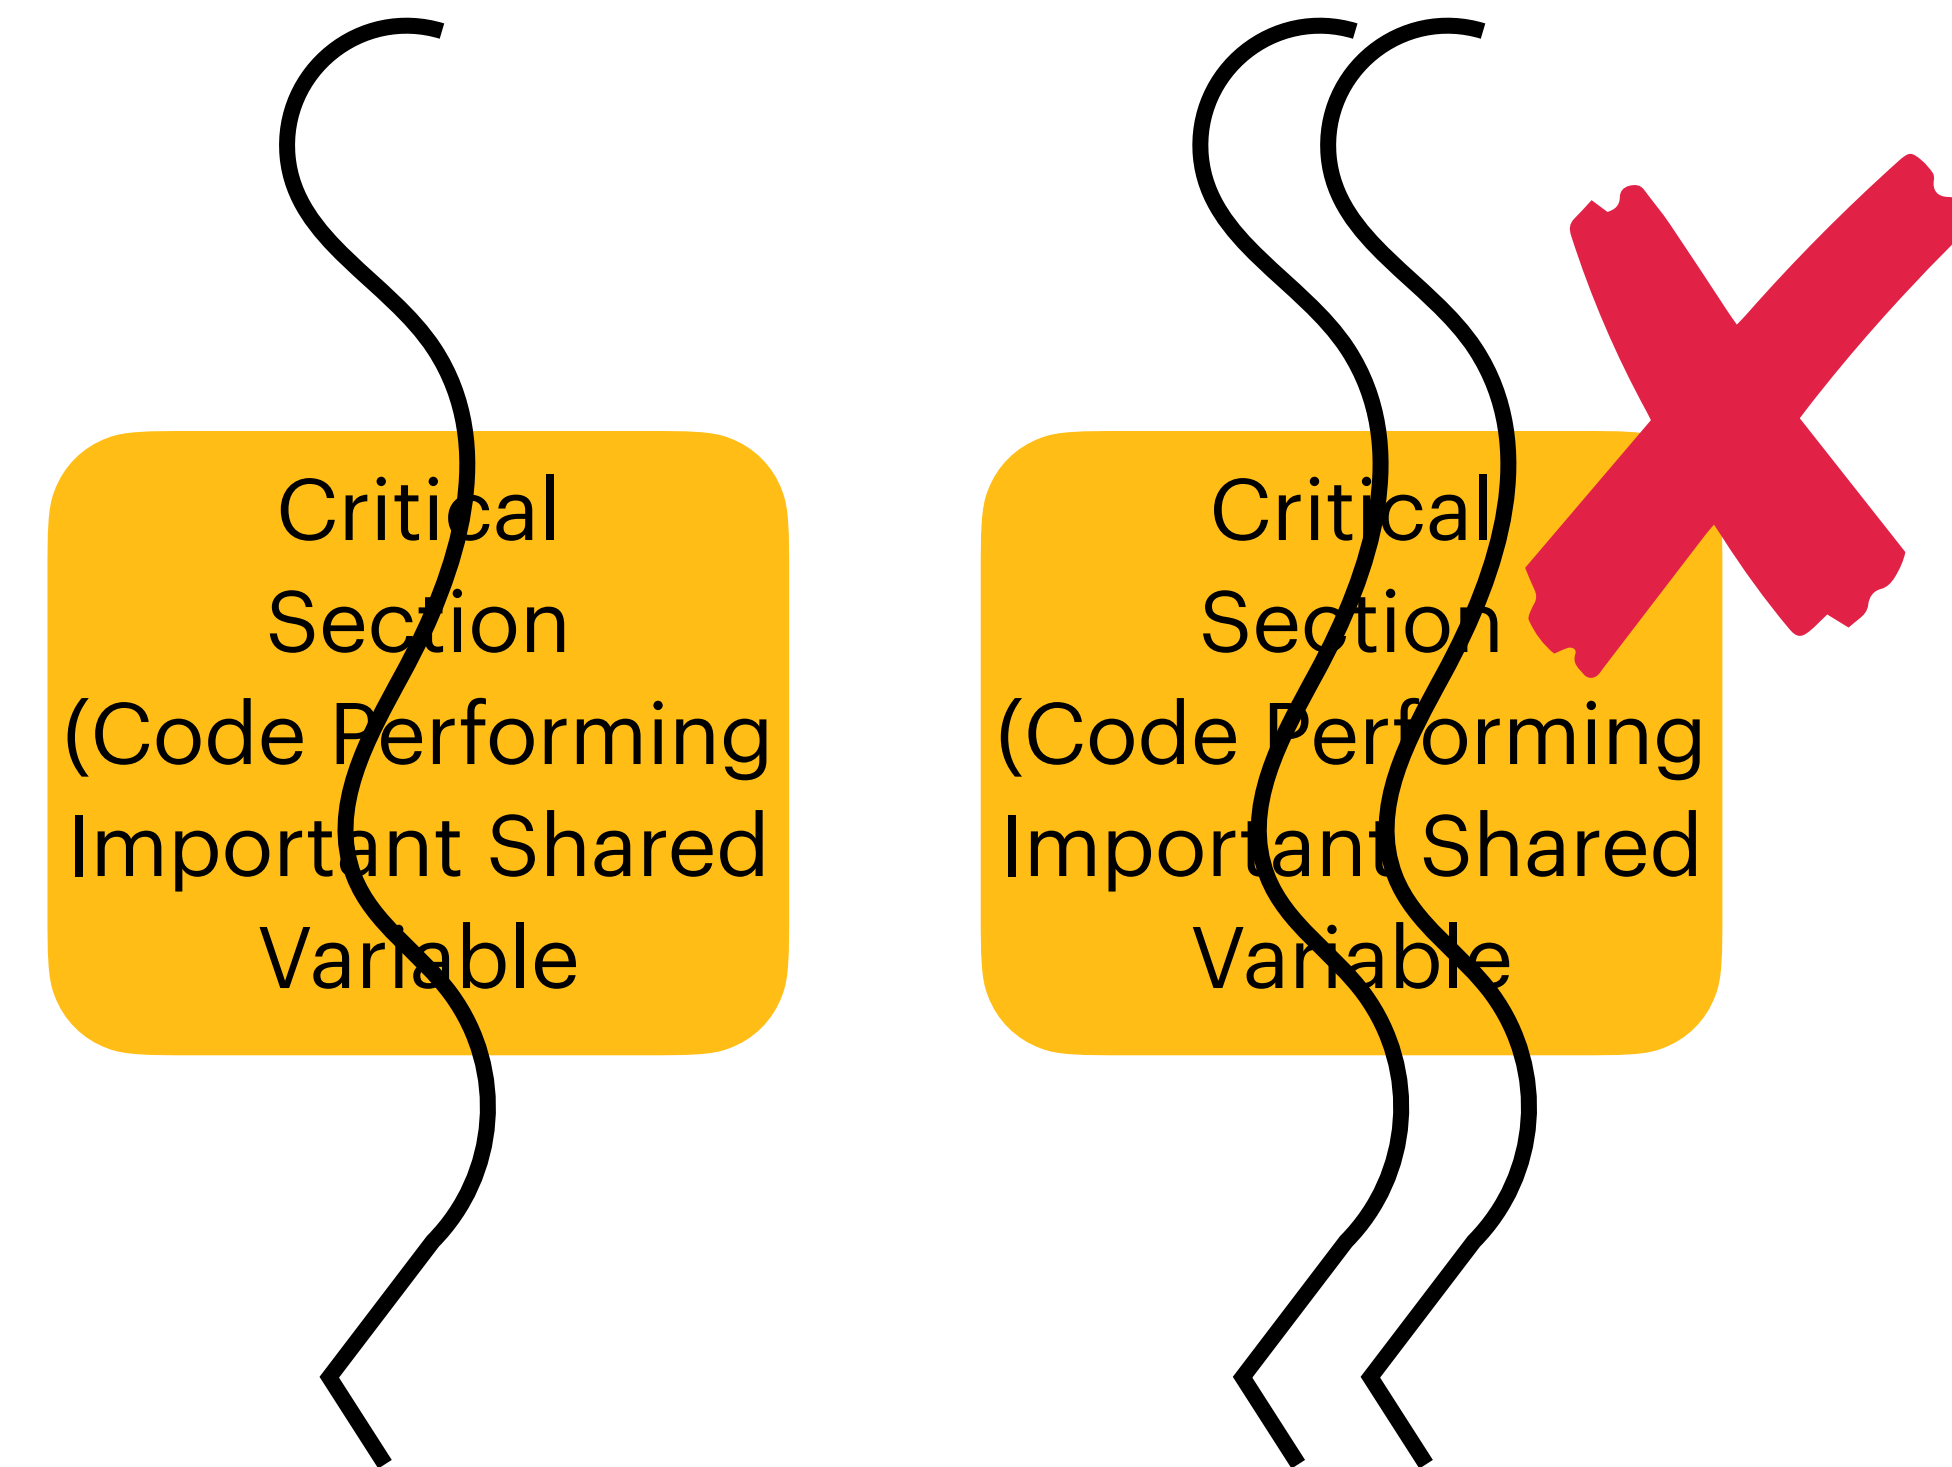 Critical
Section
(Code Performing
Important Shared
Variable
Critical
Section
(Code Performing
Important Shared
Variable